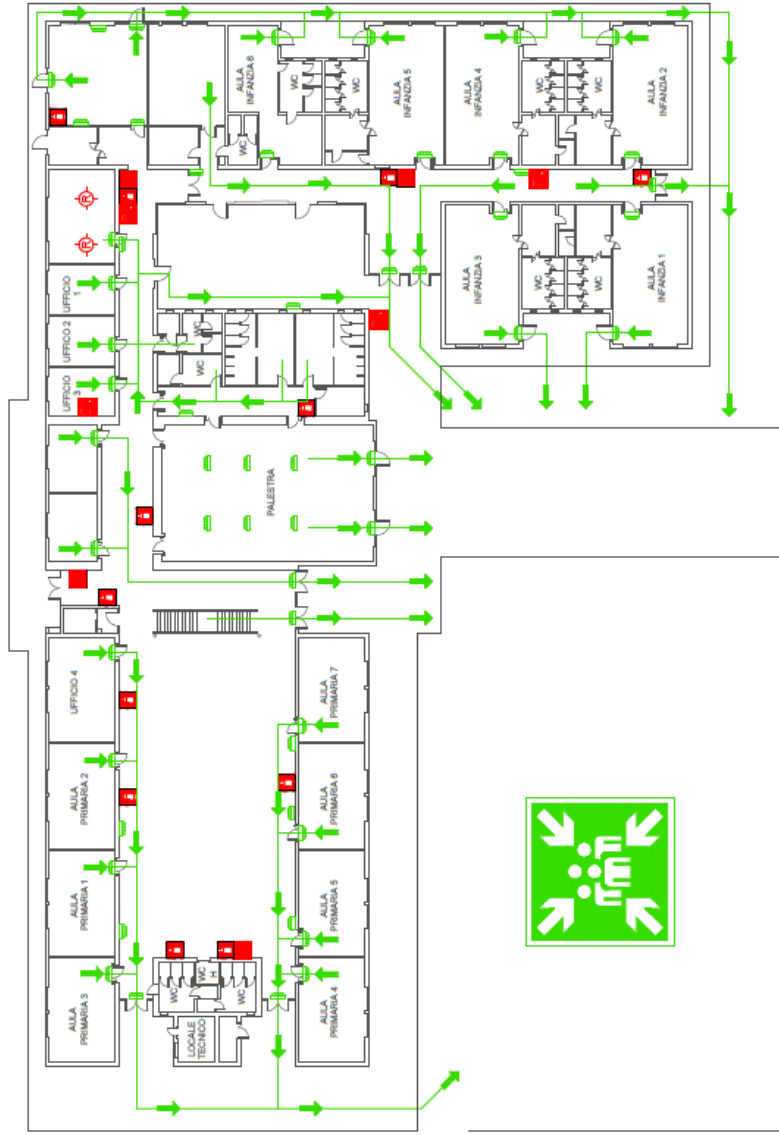 AULA
INFANZIA 6
WC
WC
WC
AULA
INFANZIA 5
AULA
INFANZIA 4
WC
WC
AULA
INFANZIA 2
R
R
UFFICIO
1
UFFICO 2
UFFICIO
3
WC
WC
AULA
INFANZIA 3
WC
WC
AULA
INFANZIA 1
PALESTRA
UFFICIO 4
AULA
PRIMARIA 7
AULA
PRIMARIA 2
AULA
PRIMARIA 6
AULA
PRIMARIA 1
AULA
PRIMARIA 5
AULA
PRIMARIA 3
WC
WC
H
WC
LOCALE
TECNICO
AULA
PRIMARIA 4